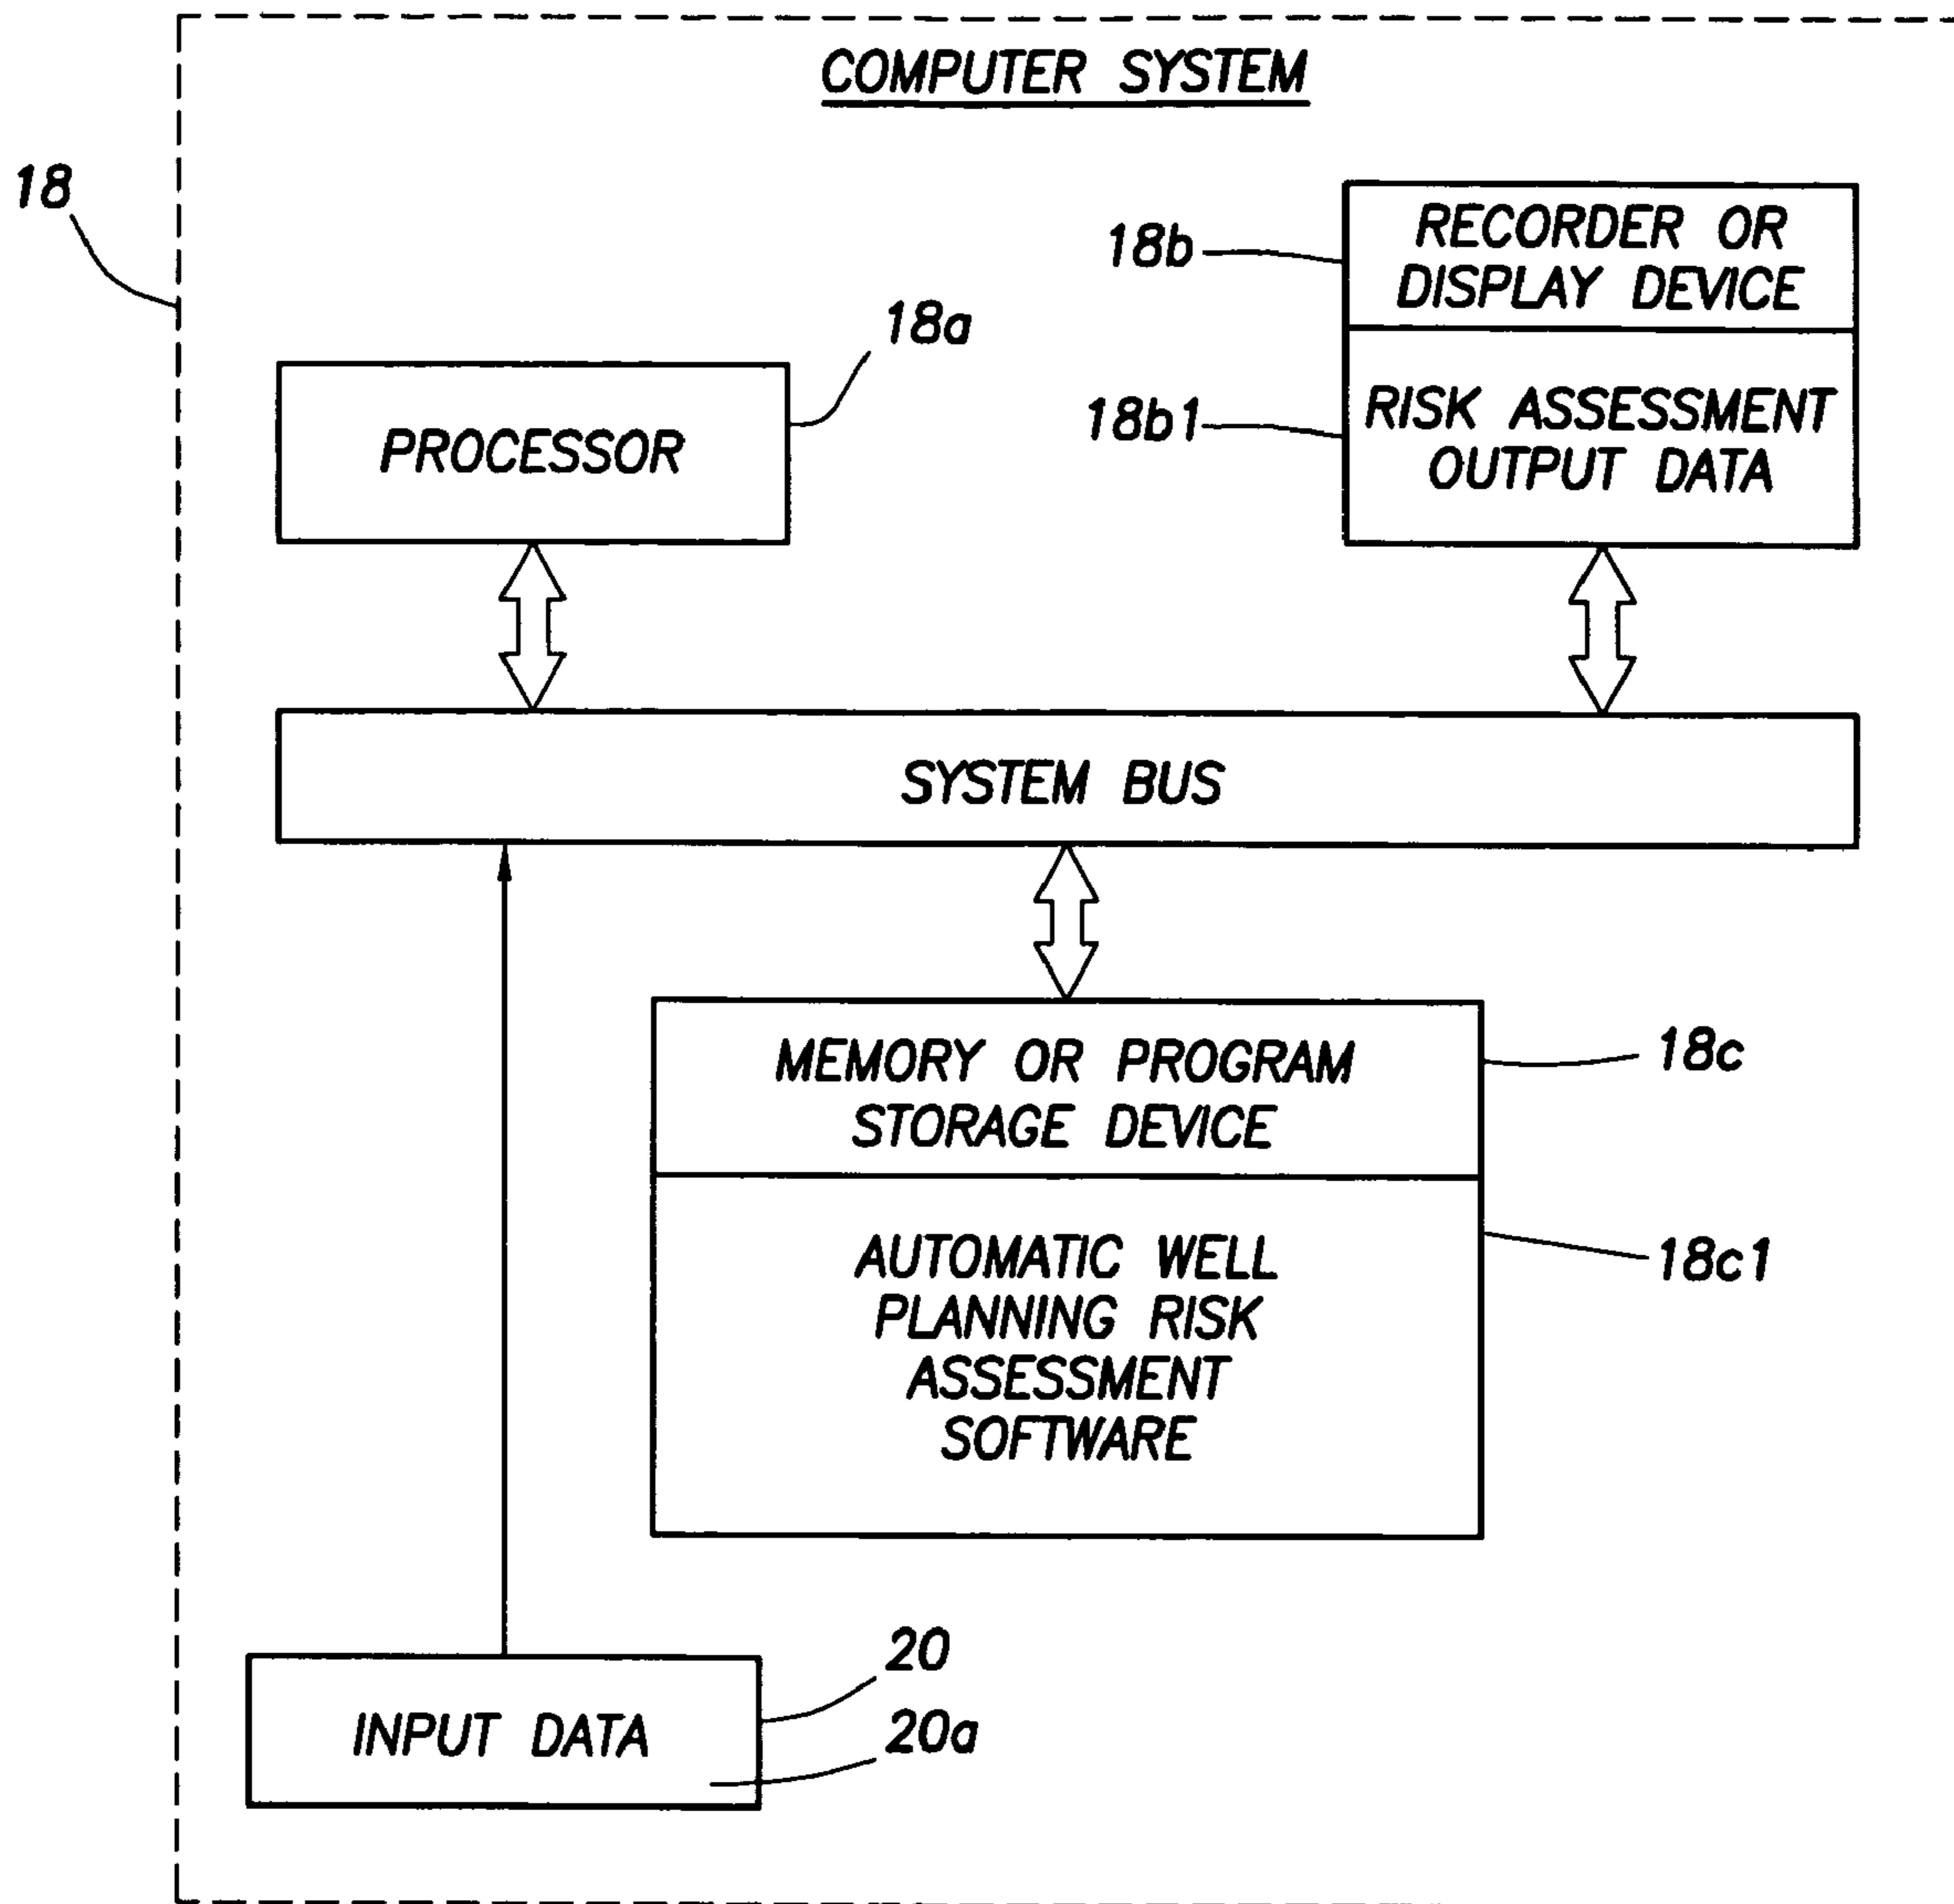 COMPUTER SYSTEM
18
18b
RECORDER OR
DISPLAY DEVICE
18a
18b1
RISK ASSESSMENT
OUTPUT DATA
PROCESSOR
SYSTEM BUS
MEMORY OR PROGRAM
STORAGE DEVICE
18c
AUTOMATIC WELL
PLANNING RISK
ASSESSMENT
SOFTWARE
18c1
20
INPUT DATA
20a